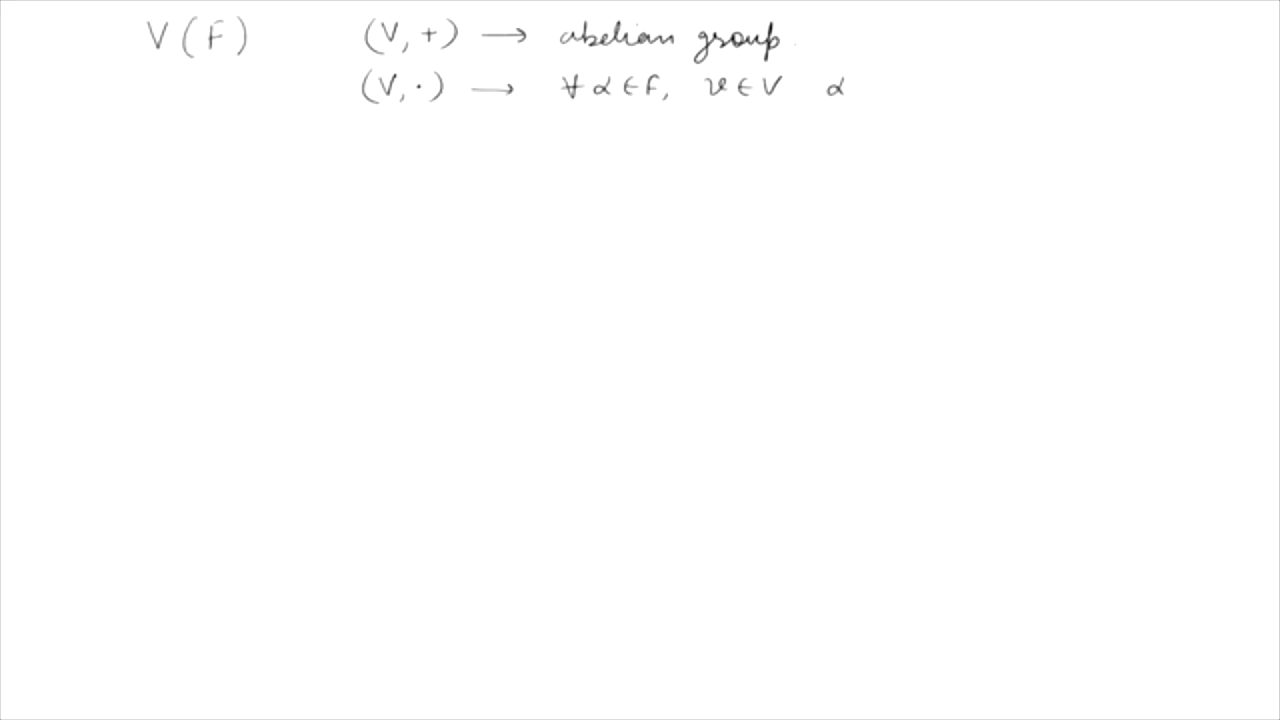 V(F) (V, +) → abelian group
(V, ·) → ∀ α ∈ F, v ∈ V α